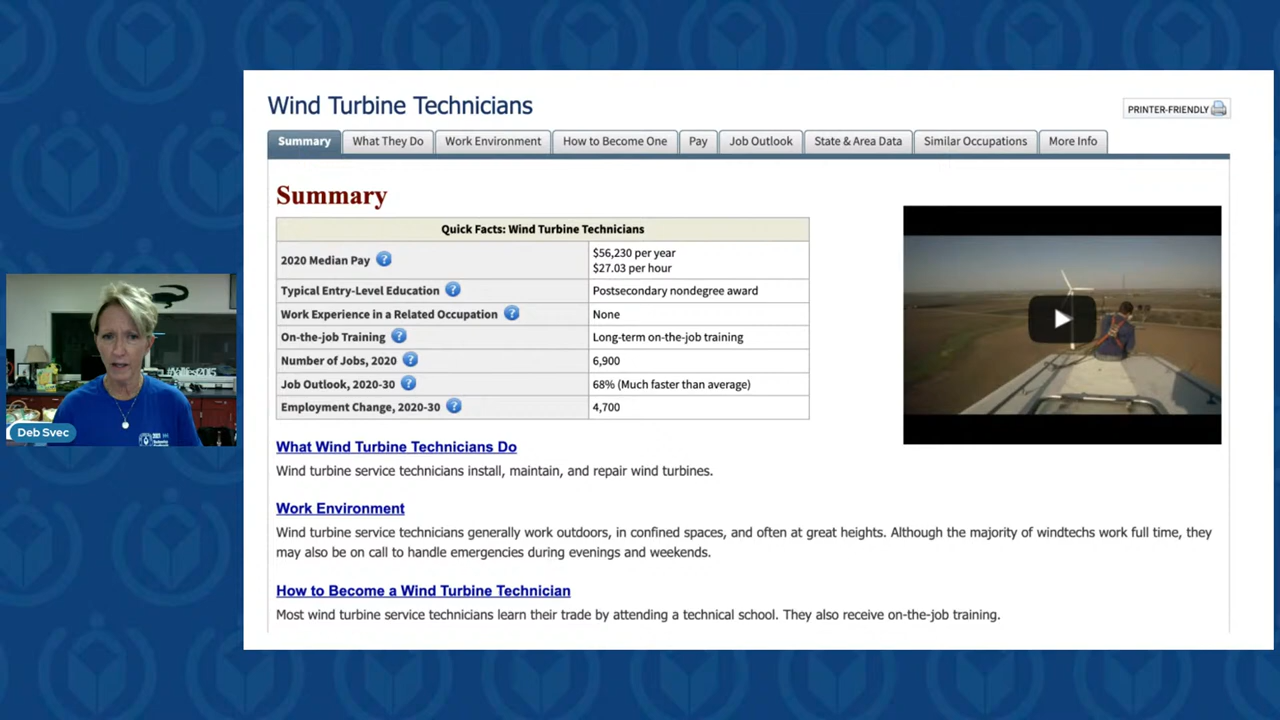 Wind Turbine Technicians
PRINTER-FRIENDLY
Summary
What They Do
Work Environment
How to Become One
Pay
Job Outlook
State & Area Data
Similar Occupations
More Info
Summary
Quick Facts: Wind Turbine Technicians
2020 Median Pay ? $56,230 per year
$27.03 per hour
Typical Entry-Level Education ? Postsecondary nondegree award
Work Experience in a Related Occupation ? None
On-the-job Training ? Long-term on-the-job training
Number of Jobs, 2020 ? 6,900
Job Outlook, 2020-30 ? 68% (Much faster than average)
Employment Change, 2020-30 ? 4,700
What Wind Turbine Technicians Do
Wind turbine service technicians install, maintain, and repair wind turbines.
Work Environment
Wind turbine service technicians generally work outdoors, in confined spaces, and often at great heights. Although the majority of windtechs work full time, they
may also be on call to handle emergencies during evenings and weekends.
How to Become a Wind Turbine Technician
Most wind turbine service technicians learn their trade by attending a technical school. They also receive on-the-job training.
Deb Svec